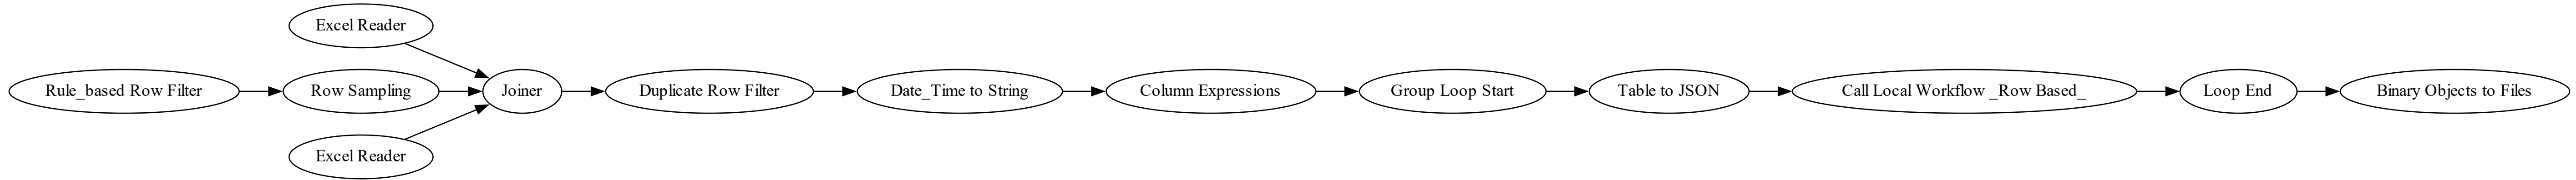 Excel Reader
Rule_based Row Filter
Row Sampling
Joiner
Duplicate Row Filter
Date_Time to String
Column Expressions
Group Loop Start
Table to JSON
Call Local Workflow _Row Based_
Loop End
Binary Objects to Files
Excel Reader